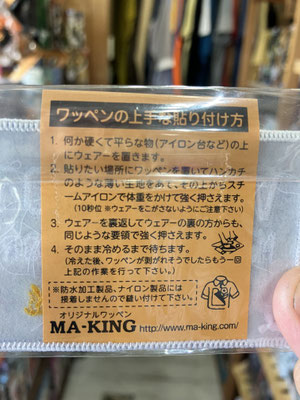 ワッペンの上手な貼り付け方
1. 何か硬くて平らな物(アイロン台など)の上
にウェアーを置きます。
2. 貼りたい場所にワッペンを置いてハンカチ
のような薄い生地をあて、その上からスチ
ームアイロンで体重をかけて強く押さえます。
(10秒位 ※ウェアーをこがさないようにご注意下さい)
3. ウェアーを裏返してウェアーの裏の方からも、
同じような要領で強く押さえます。
4. そのまま冷めるまで待ちます。
(冷えた後、ワッペンが剥がれそうでしたらもう一回
上記の作業を行って下さい。)
※防水加工製品、ナイロン製品には
接着しませんので縫い付けて下さい。
オリジナルワッペン
MA-KING http://www.ma-king.com/